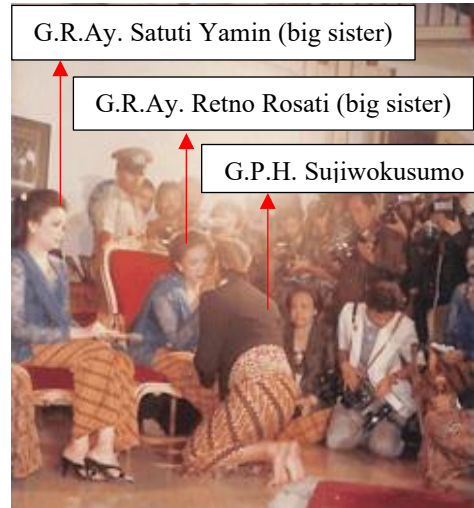 G.R.Ay. Satuti Yamin (big sister)
G.R.Ay. Retno Rosati (big sister)
G.P.H. Sujiwokusumo